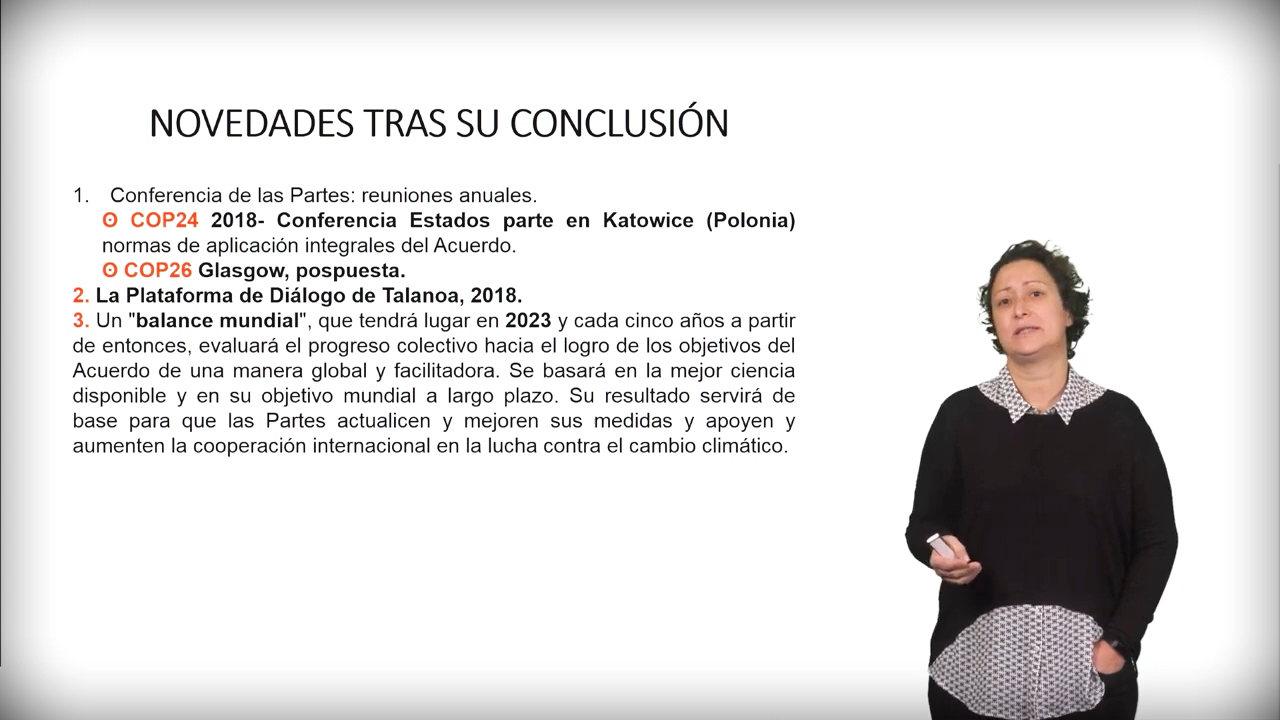 NOVEDADES TRAS SU CONCLUSIÓN
1. Conferencia de las Partes: reuniones anuales.
ʘ COP24 2018- Conferencia Estados parte en Katowice (Polonia)
normas de aplicación integrales del Acuerdo.
ʘ COP26 Glasgow, pospuesta.
2. La Plataforma de Diálogo de Talanoa, 2018.
3. Un "balance mundial", que tendrá lugar en 2023 y cada cinco años a partir
de entonces, evaluará el progreso colectivo hacia el logro de los objetivos del
Acuerdo de una manera global y facilitadora. Se basará en la mejor ciencia
disponible y en su objetivo mundial a largo plazo. Su resultado servirá de
base para que las Partes actualicen y mejoren sus medidas y apoyen y
aumenten la cooperación internacional en la lucha contra el cambio climático.